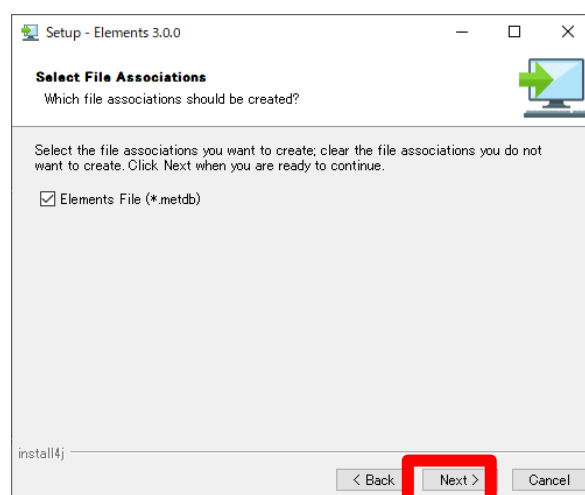 Setup - Elements 3.0.0
Select File Associations
Which file associations should be created?
Select the file associations you want to create; clear the file associations you do not
want to create. Click Next when you are ready to continue.
Elements File (*.metdb)
install4j
< Back
Next >
Cancel